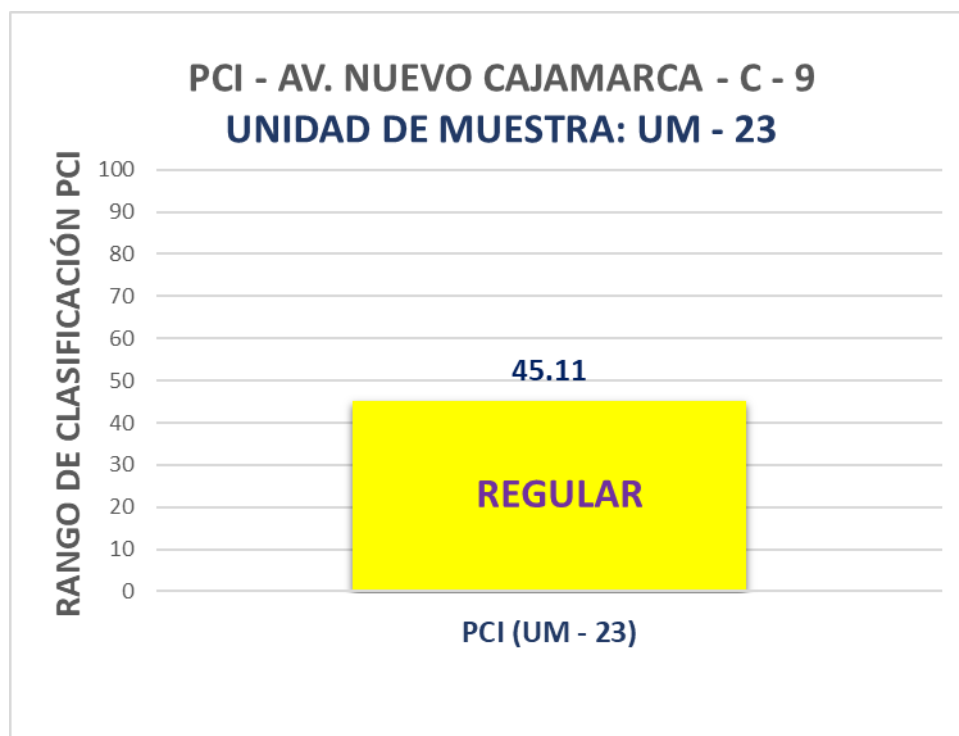 PCI - AV. NUEVO CAJAMARCA - C - 9
UNIDAD DE MUESTRA: UM - 23
RANGO DE CLASIFICACIÓN PCI
100
90
80
70
60
50
40
30
20
10
0
45.11
REGULAR
PCI (UM - 23)